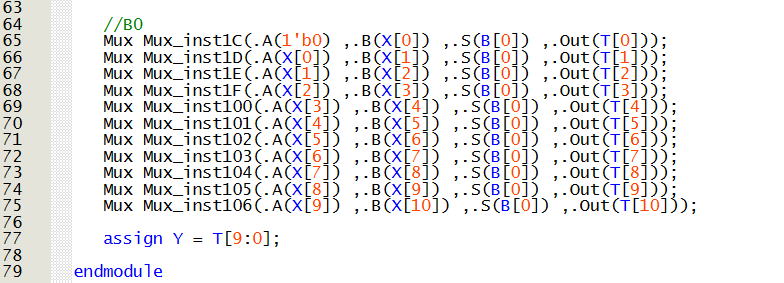 63
64 //B0
65 Mux Mux_inst1C(.A(1'b0) ,.B(X[0]) ,.S(B[0]) ,.Out(T[0]));
66 Mux Mux_inst1D(.A(X[0]) ,.B(X[1]) ,.S(B[0]) ,.Out(T[1]));
67 Mux Mux_inst1E(.A(X[1]) ,.B(X[2]) ,.S(B[0]) ,.Out(T[2]));
68 Mux Mux_inst1F(.A(X[2]) ,.B(X[3]) ,.S(B[0]) ,.Out(T[3]));
69 Mux Mux_inst100(.A(X[3]) ,.B(X[4]) ,.S(B[0]) ,.Out(T[4]));
70 Mux Mux_inst101(.A(X[4]) ,.B(X[5]) ,.S(B[0]) ,.Out(T[5]));
71 Mux Mux_inst102(.A(X[5]) ,.B(X[6]) ,.S(B[0]) ,.Out(T[6]));
72 Mux Mux_inst103(.A(X[6]) ,.B(X[7]) ,.S(B[0]) ,.Out(T[7]));
73 Mux Mux_inst104(.A(X[7]) ,.B(X[8]) ,.S(B[0]) ,.Out(T[8]));
74 Mux Mux_inst105(.A(X[8]) ,.B(X[9]) ,.S(B[0]) ,.Out(T[9]));
75 Mux Mux_inst106(.A(X[9]) ,.B(X[10]) ,.S(B[0]) ,.Out(T[10]));
76
77 assign Y = T[9:0];
78
79 endmodule